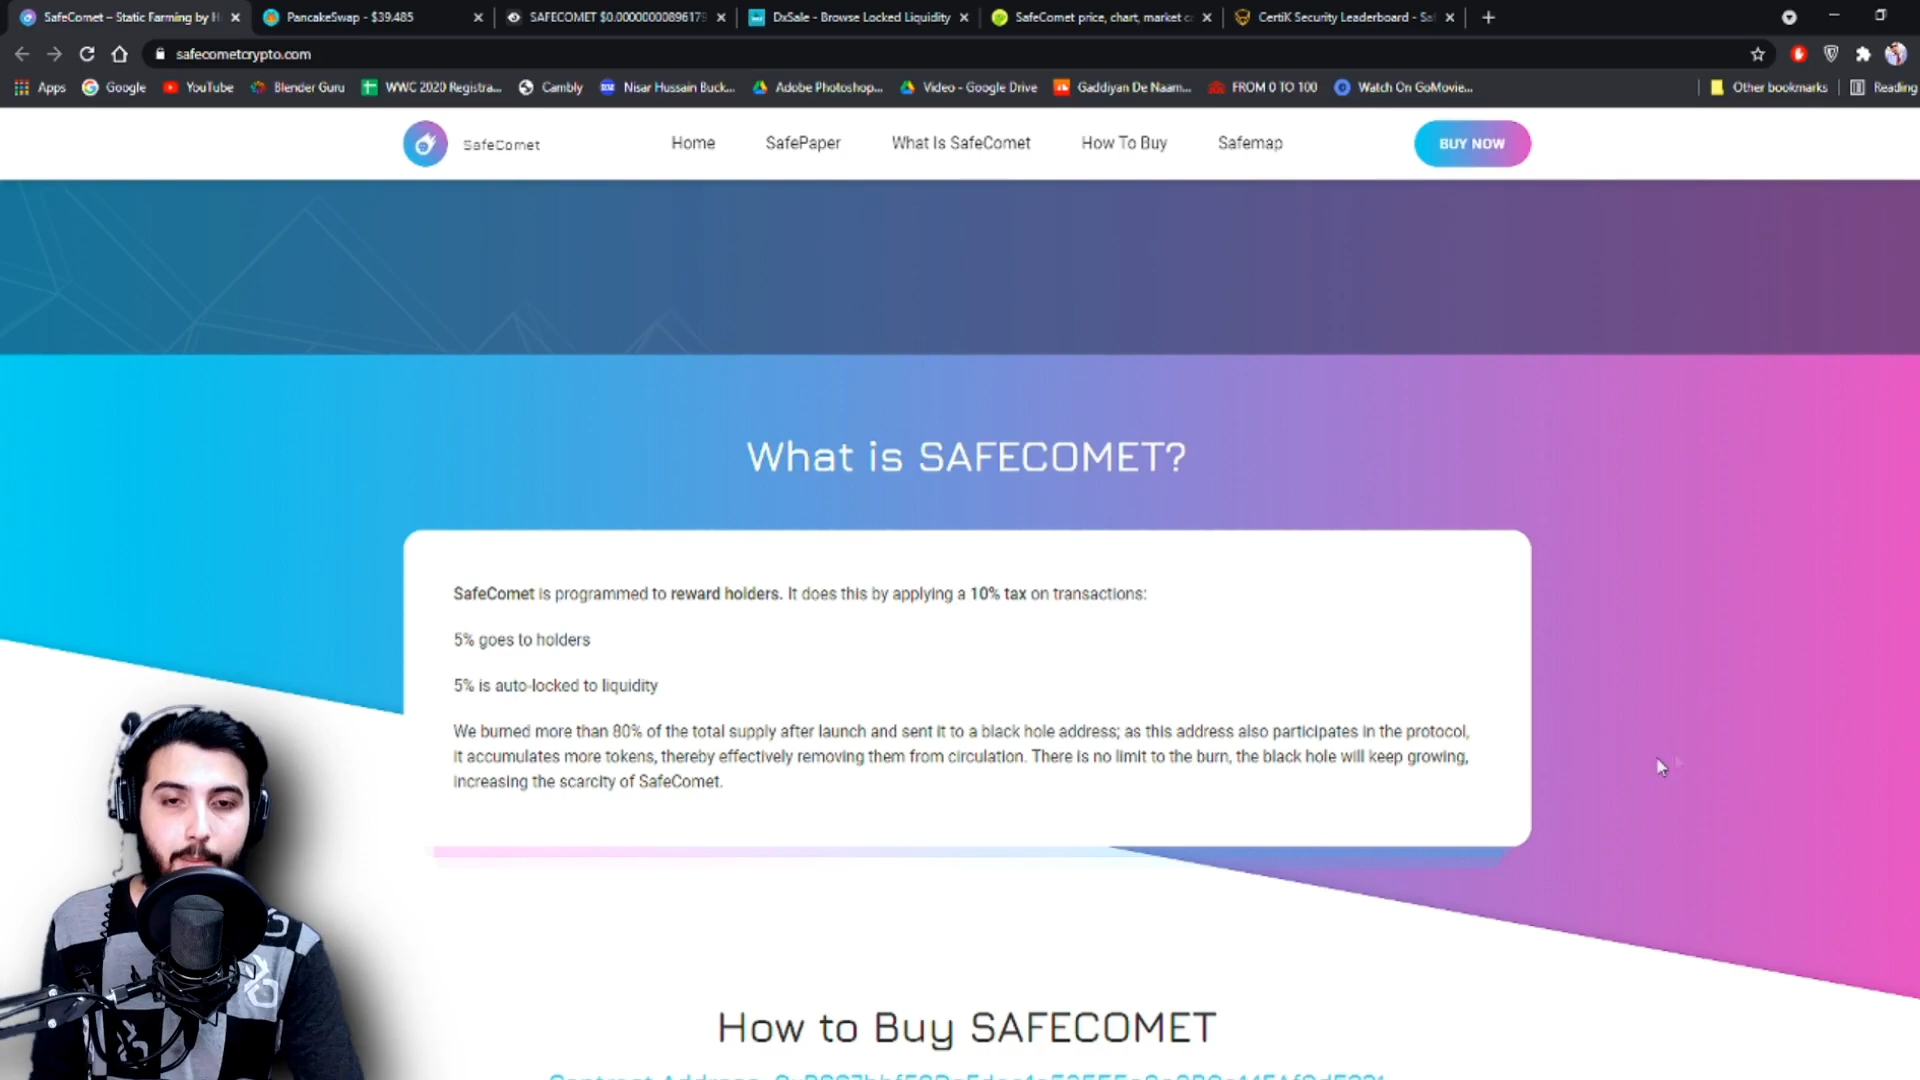 SafeComet – Static Farming by H
PancakeSwap - $39.485
SAFECOMET $0.0000000089617
DxSale - Browse Locked Liquidity
SafeComet price, chart, market c
CertiK Security Leaderboard - Sa
safecometcrypto.com
Apps
Google
YouTube
Blender Guru
WWC 2020 Registra...
Cambly
Nisar Hussain Buck...
Adobe Photoshop...
Video - Google Drive
Gaddiyan De Naam...
FROM 0 TO 100
Watch On GoMovie...
Other bookmarks
Reading
SafeComet
Home
SafePaper
What Is SafeComet
How To Buy
Safemap
BUY NOW
What is SAFECOMET?
SafeComet is programmed to reward holders. It does this by applying a 10% tax on transactions:
5% goes to holders
5% is auto-locked to liquidity
We burned more than 80% of the total supply after launch and sent it to a black hole address; as this address also participates in the protocol,
it accumulates more tokens, thereby effectively removing them from circulation. There is no limit to the burn, the black hole will keep growing,
increasing the scarcity of SafeComet.
How to Buy SAFECOMET
Contract Address: